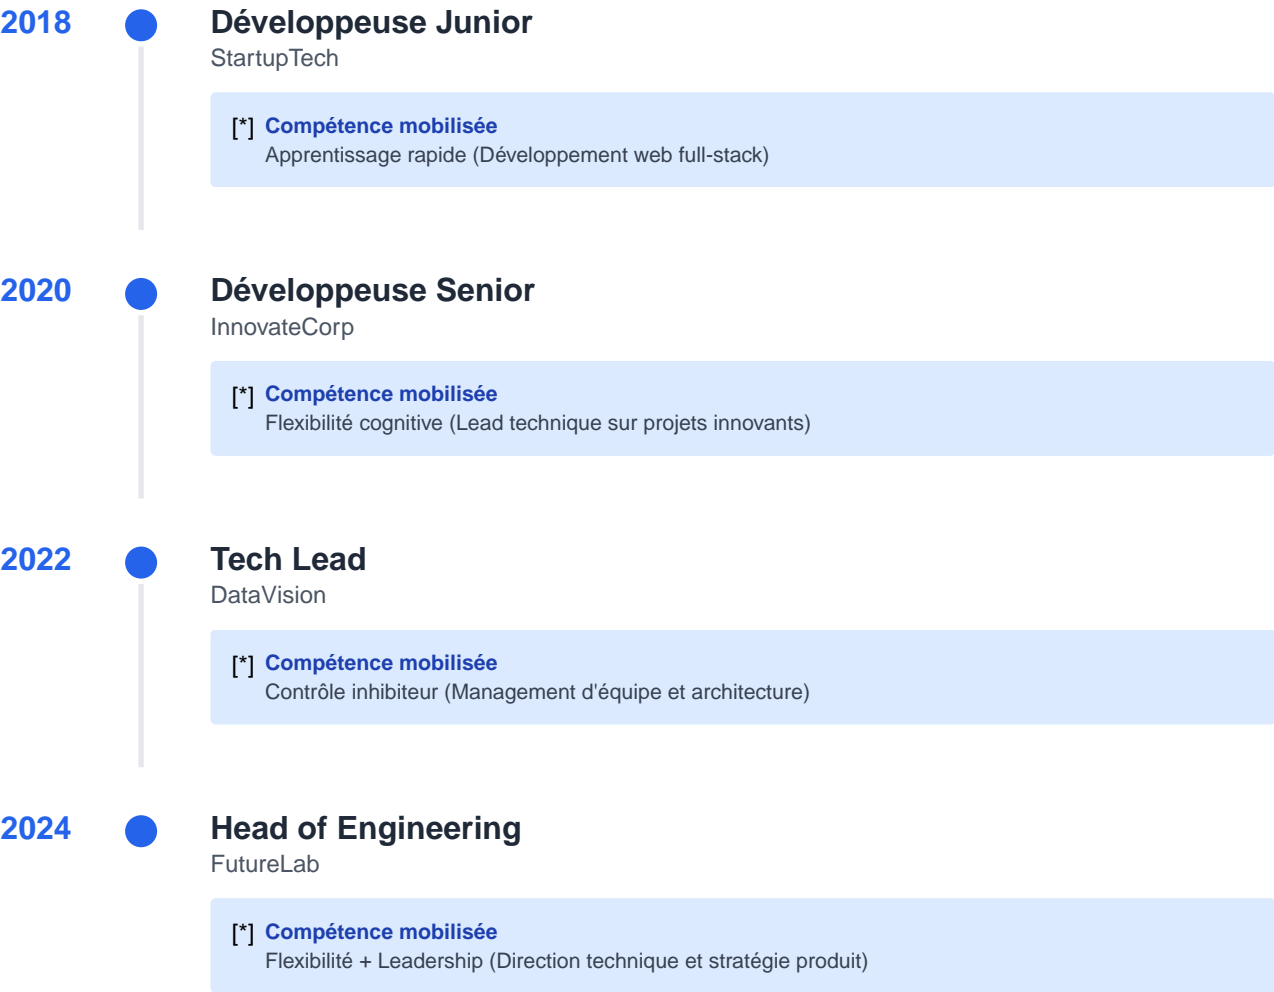 2018
Développeuse Junior
StartupTech
[*] Compétence mobilisée
Apprentissage rapide (Développement web full-stack)
2020
Développeuse Senior
InnovateCorp
[*] Compétence mobilisée
Flexibilité cognitive (Lead technique sur projets innovants)
2022
Tech Lead
DataVision
[*] Compétence mobilisée
Contrôle inhibiteur (Management d'équipe et architecture)
2024
Head of Engineering
FutureLab
[*] Compétence mobilisée
Flexibilité + Leadership (Direction technique et stratégie produit)